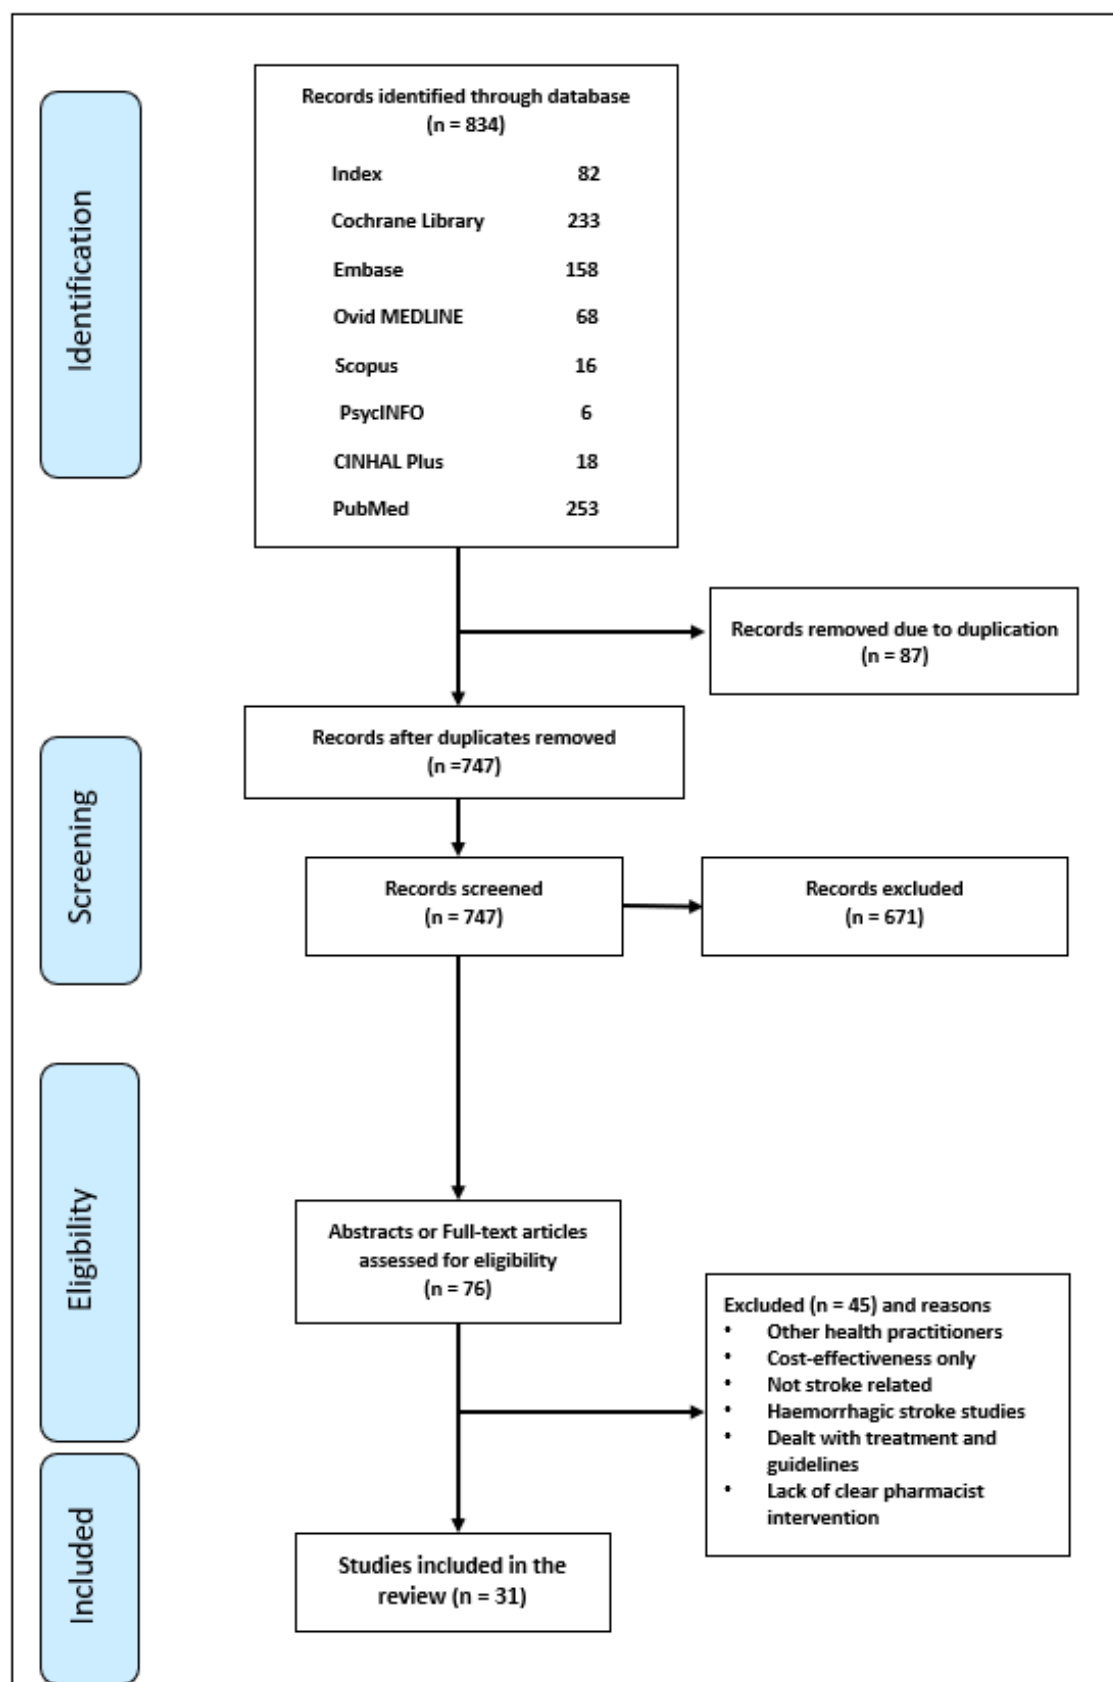 Identification
Records identified through database
(n = 834)
Index 82
Cochrane Library 233
Embase 158
Ovid MEDLINE 68
Scopus 16
PsycINFO 6
CINHAL Plus 18
PubMed 253
Records removed due to duplication
(n = 87)
Records after duplicates removed
(n =747)
Screening
Records screened
(n = 747)
Records excluded
(n = 671)
Eligibility
Abstracts or Full-text articles
assessed for eligibility
(n = 76)
Excluded (n = 45) and reasons
• Other health practitioners
• Cost-effectiveness only
• Not stroke related
• Haemorrhagic stroke studies
• Dealt with treatment and
guidelines
• Lack of clear pharmacist
intervention
Included
Studies included in the
review (n = 31)